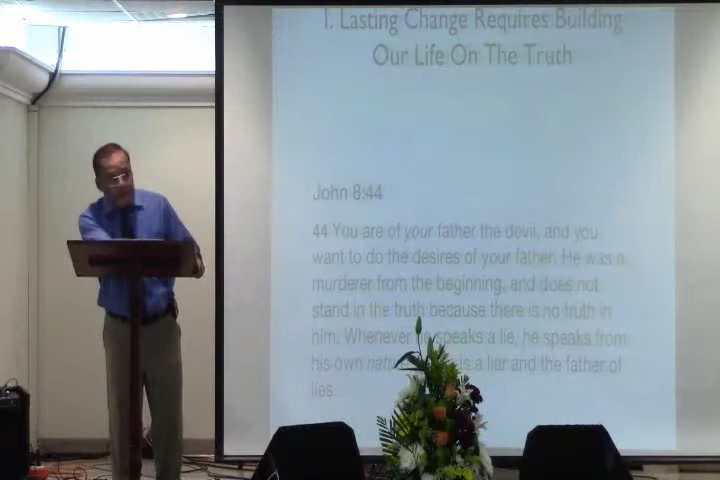 1. Lasting Change Requires Building
Our Life On The Truth
John 8:44
44 You are of your father the devil, and you
want to do the desires of your father. He was a
murderer from the beginning, and does not
stand in the truth because there is no truth in
him. Whenever he speaks a lie, he speaks from
his own is a liar and the father of
lies.